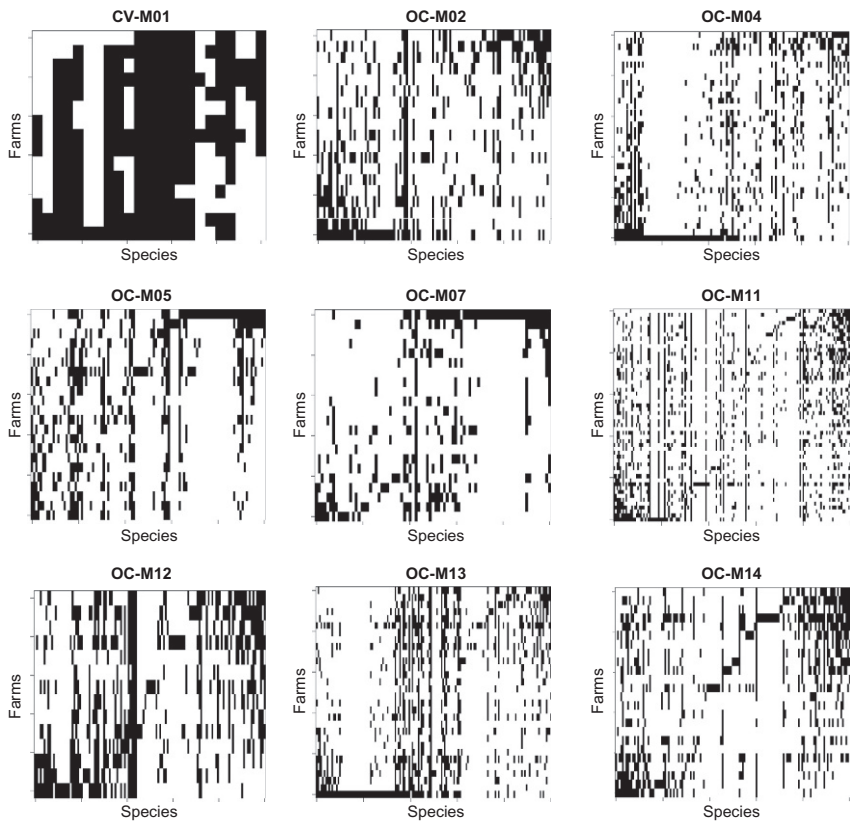 CV-M01
OC-M02
OC-M04
Farms
Farms
Farms
Species
Species
Species
OC-M05
OC-M07
OC-M11
Farms
Farms
Farms
Species
Species
Species
OC-M12
OC-M13
OC-M14
Farms
Farms
Farms
Species
Species
Species